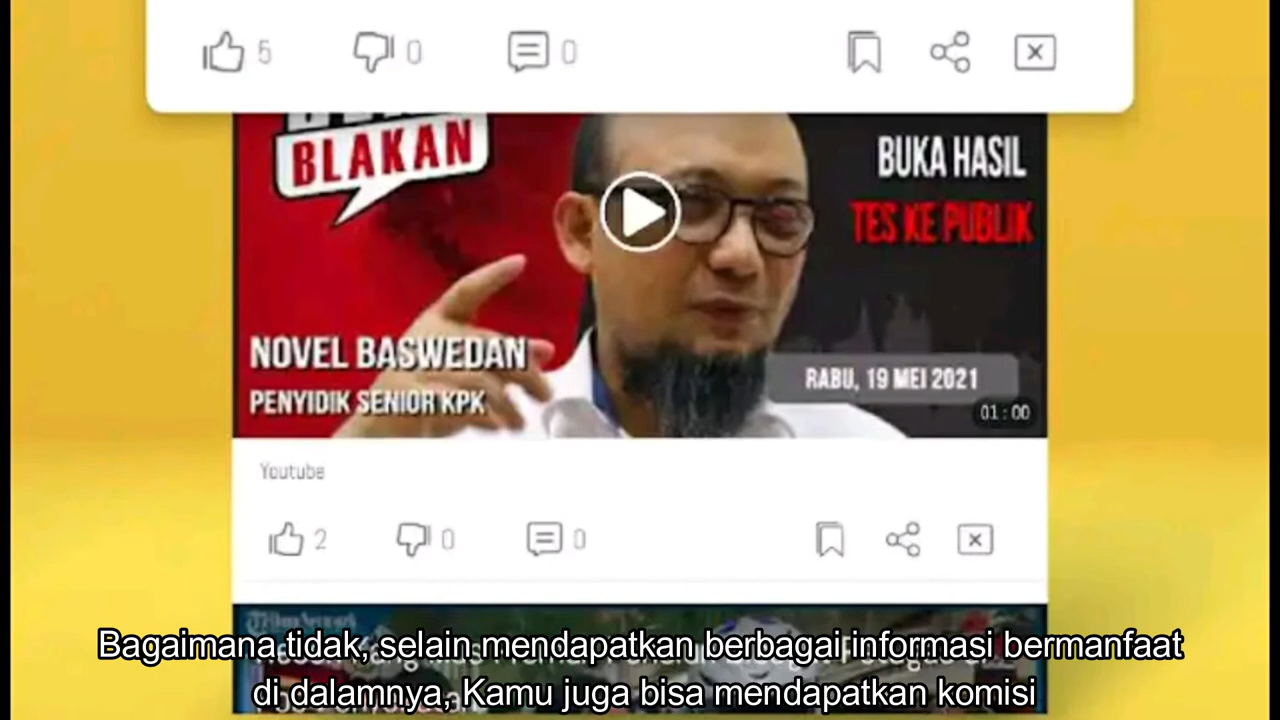 5 0 0
BLAKAN
BUKA HASIL
TES KE PUBLIK
NOVEL BASWEDAN
PENYIDIK SENIOR KPK
RABU, 19 MEI 2021
01:00
Youtube
2 0 0
Bagaimana tidak, selain mendapatkan berbagai informasi bermanfaat
di dalamnya, Kamu juga bisa mendapatkan komisi